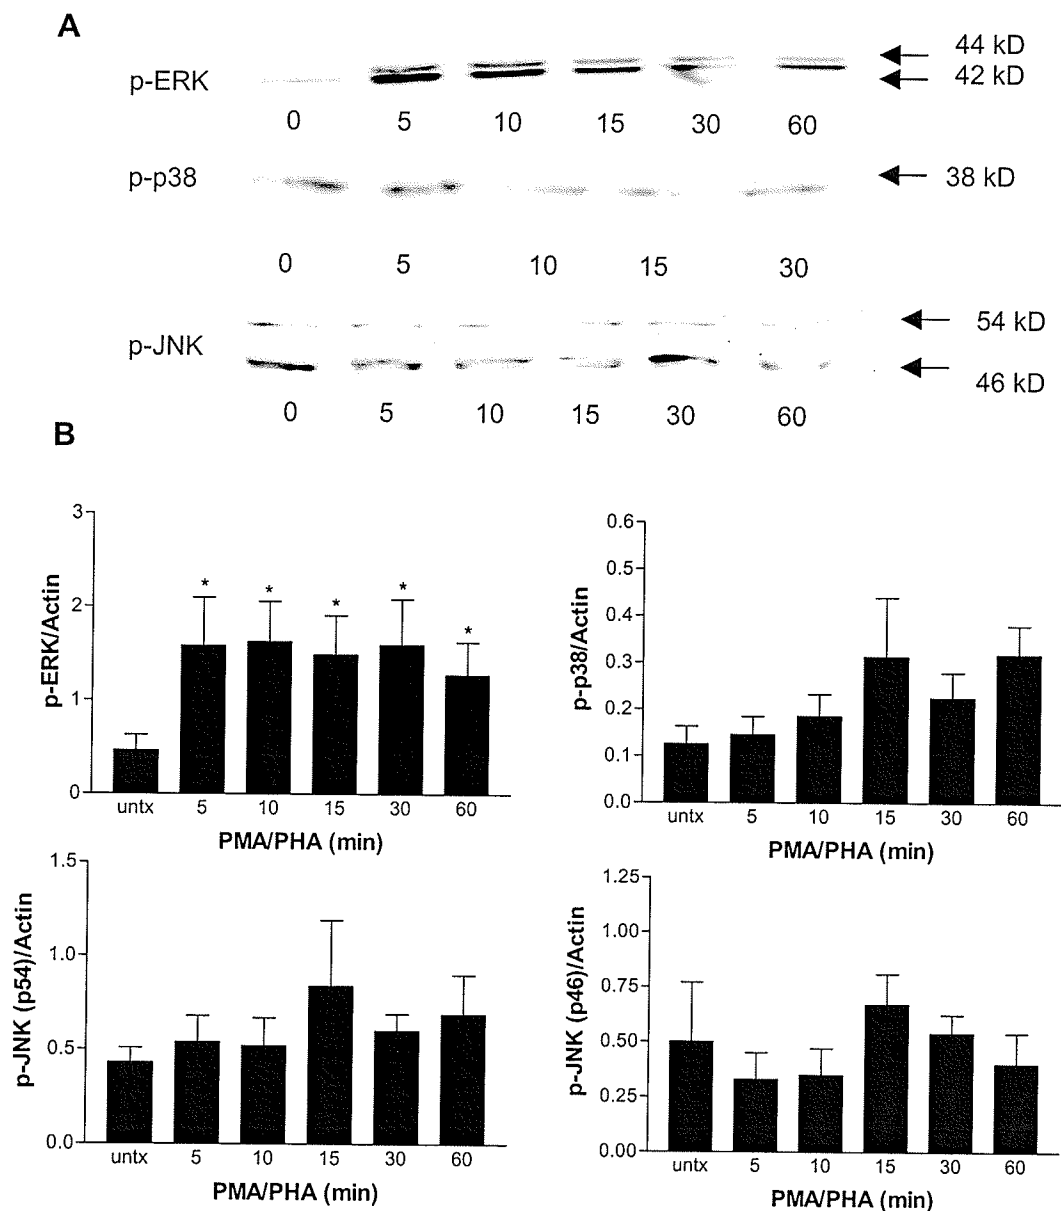 A
p-ERK
44 kD
42 kD
0 5 10 15 30 60
p-p38
38 kD
0 5 10 15 30
p-JNK
54 kD
46 kD
0 5 10 15 30 60
B
p-ERK/Actin
3
2
1
0
* * * * *
untx 5 10 15 30 60
PMA/PHA (min)
p-p38/Actin
0.6
0.5
0.4
0.3
0.2
0.1
0.0
untx 5 10 15 30 60
PMA/PHA (min)
p-JNK (p54)/Actin
1.5
1.0
0.5
0.0
untx 5 10 15 30 60
PMA/PHA (min)
p-JNK (p46)/Actin
1.25
1.00
0.75
0.50
0.25
0.00
untx 5 10 15 30 60
PMA/PHA (min)